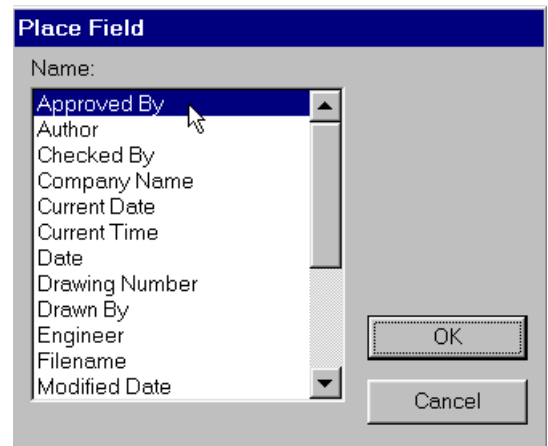 Place Field
Name:
Approved By
Author
Checked By
Company Name
Current Date
Current Time
Date
Drawing Number
Drawn By
Engineer
Filename
Modified Date
OK
Cancel